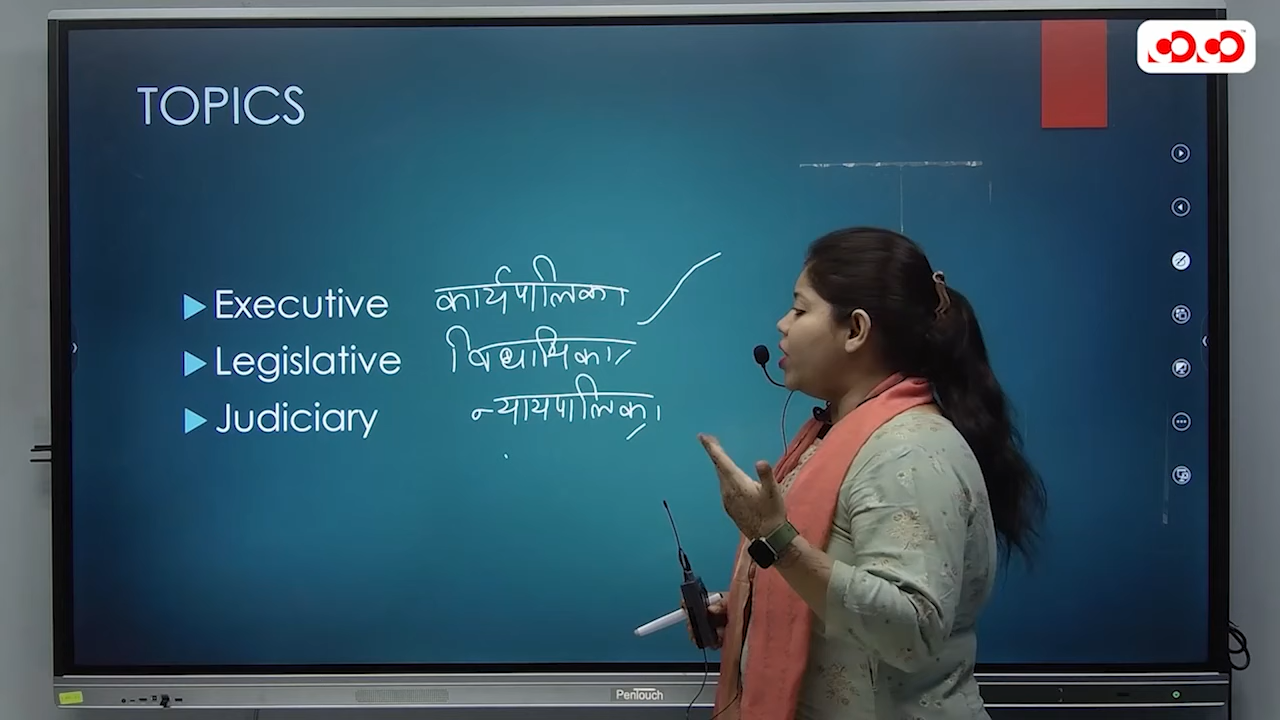 TOPICS
Executive कार्यपालिका
Legislative विधायिका
Judiciary न्यायपालिका
PenTouch